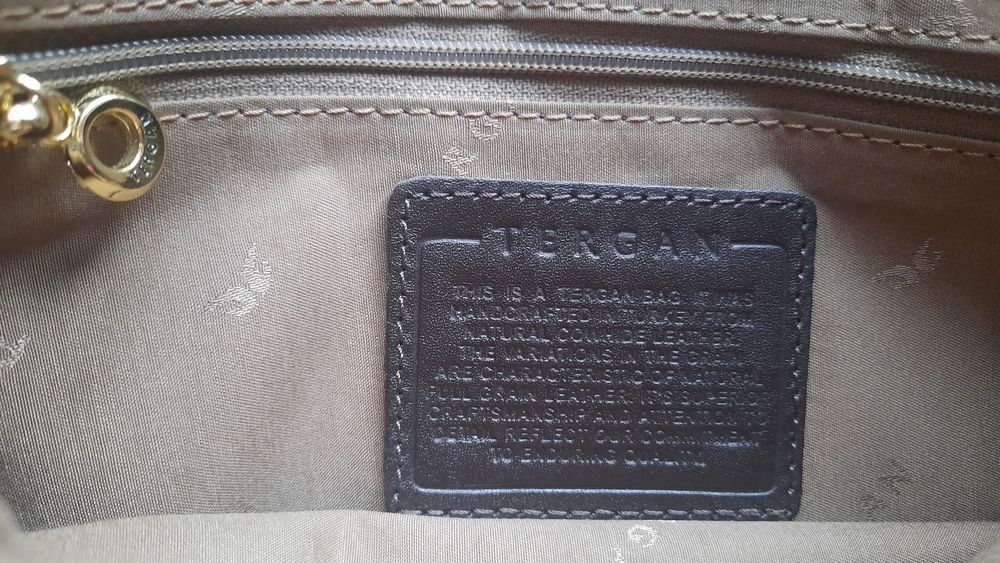 TERGAN
TERGAN
THIS IS A TERGAN BAG. IT WAS
HANDCRAFTED IN TURKEY FROM
NATURAL COWHIDE LEATHER.
THE VARIATIONS IN THE GRAIN
ARE CHARACTERISTIC OF NATURAL
FULL GRAIN LEATHER. ITS SUPERIOR
CRAFTSMANSHIP AND ATTENTION TO
DETAIL REFLECT OUR COMMITMENT
TO ENDURING QUALITY